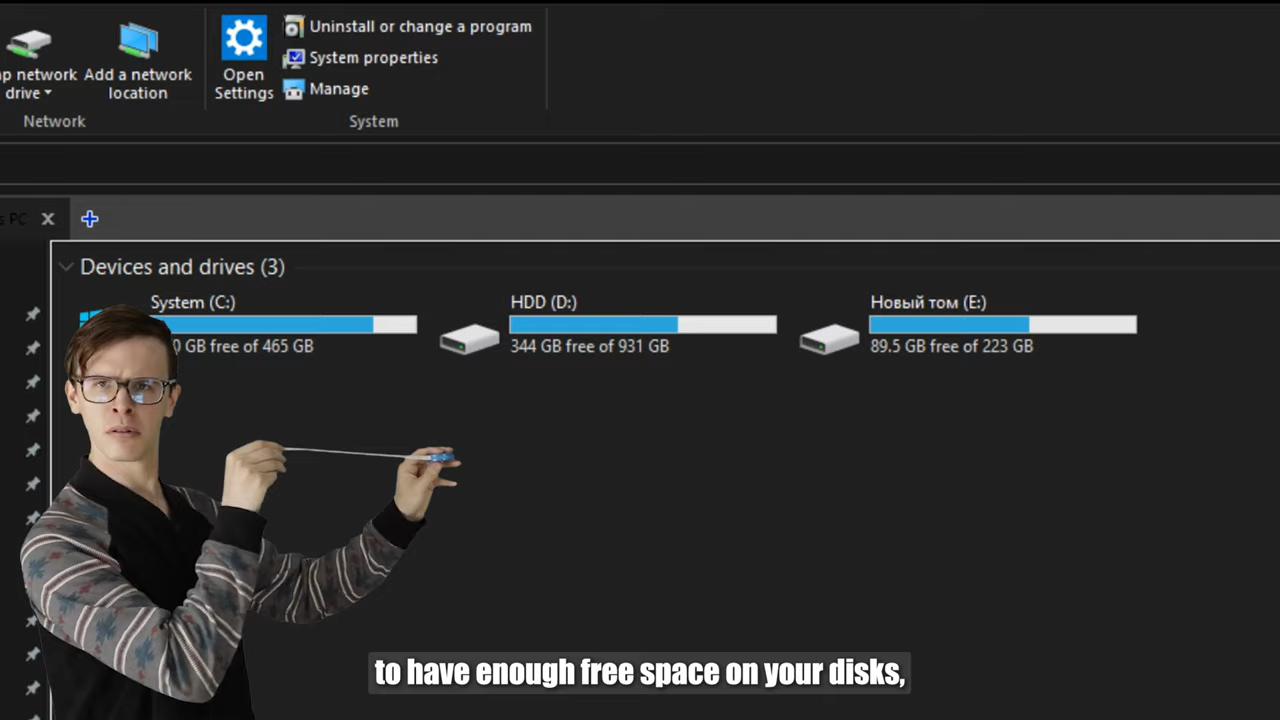 network
drive
Add a network
location
Network
Open
Settings
Uninstall or change a program
System properties
Manage
System
PC
Devices and drives (3)
System (C:)
GB free of 465 GB
HDD (D:)
344 GB free of 931 GB
Новый том (E:)
89.5 GB free of 223 GB
to have enough free space on your disks,